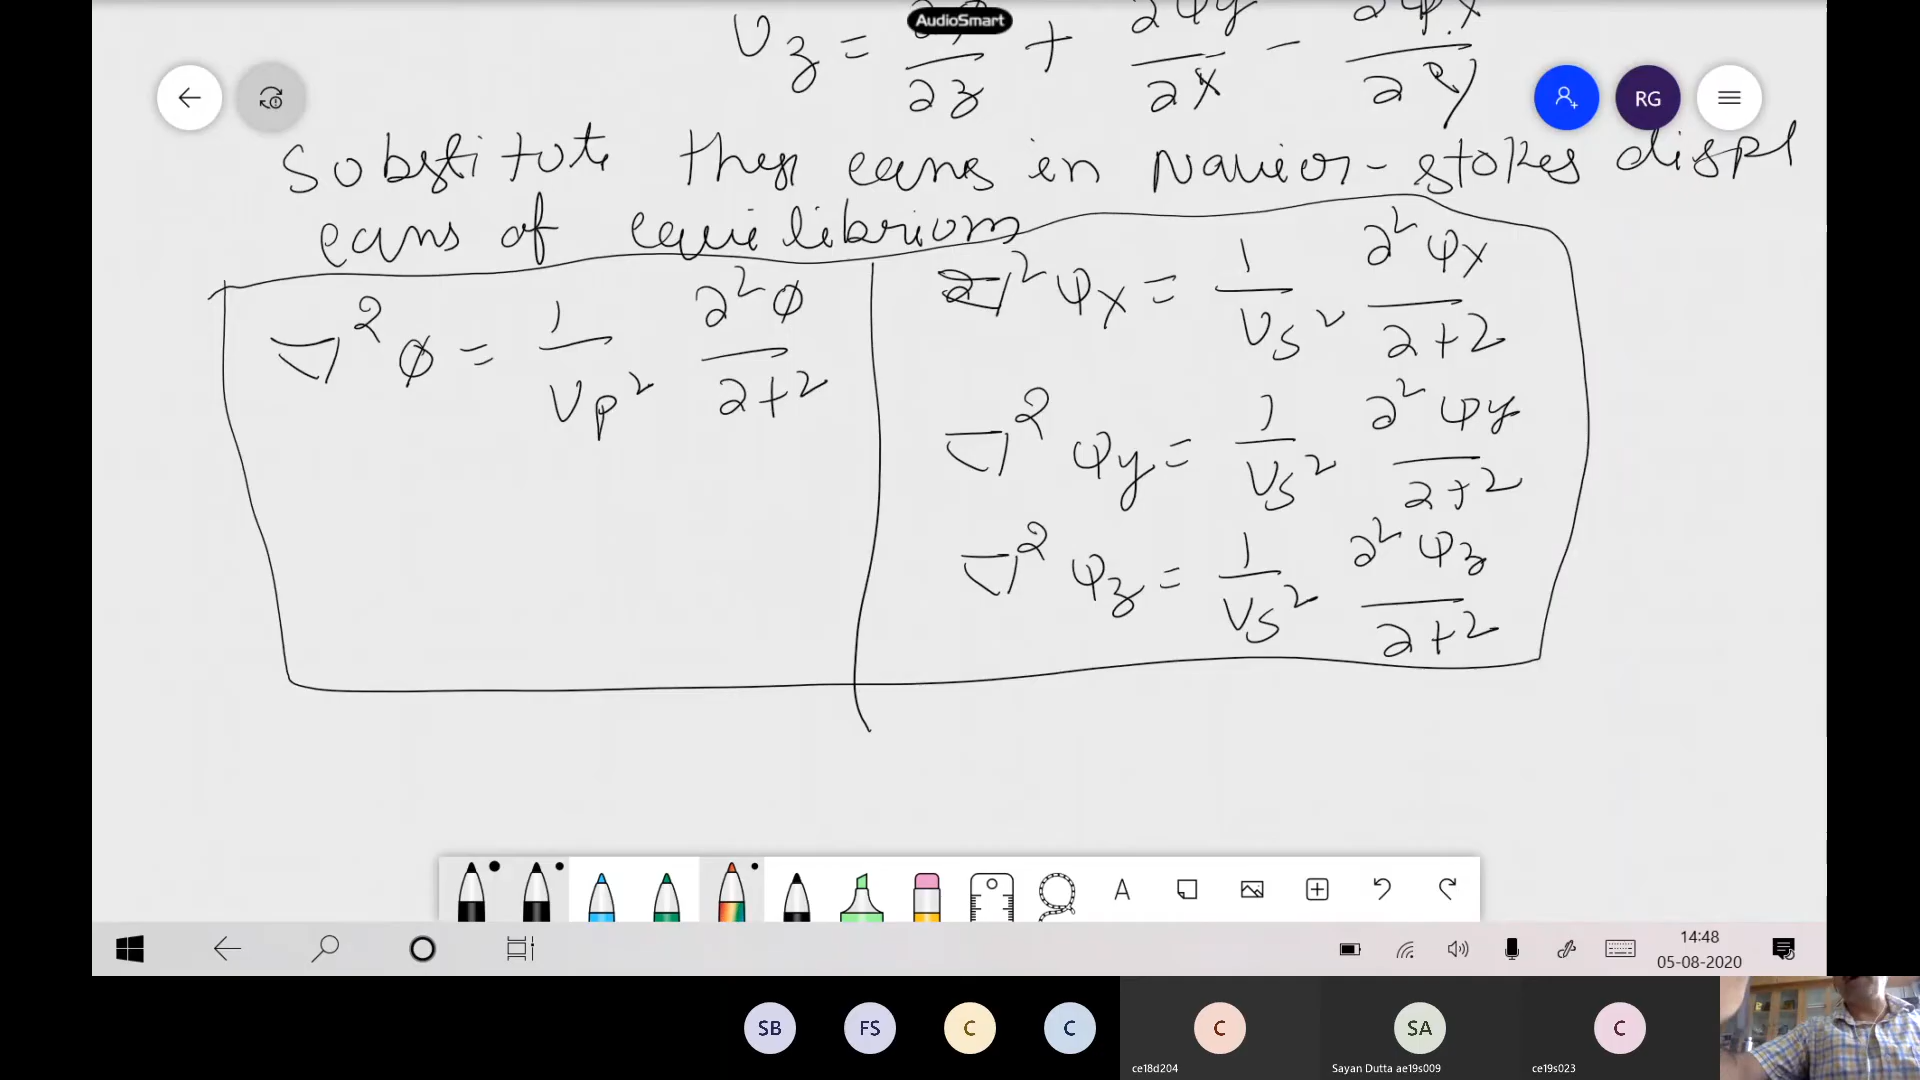 AudioSmart
υz = ∂ϕ/∂z + ∂ψy/∂x − ∂ψx/∂y
RG
Substitute these eqns in Navier-Stokes displ
eqns of equilibrium
∇²ϕ = 1/Vp² ∂²ϕ/∂t²
∇²ψx = 1/Vs² ∂²ψx/∂t²
∇²ψy = 1/Vs² ∂²ψy/∂t²
∇²ψz = 1/Vs² ∂²ψz/∂t²
A
14:48
05-08-2020
SB FS C C C SA C
ce18d204 Sayan Dutta ae19s009 ce19s023